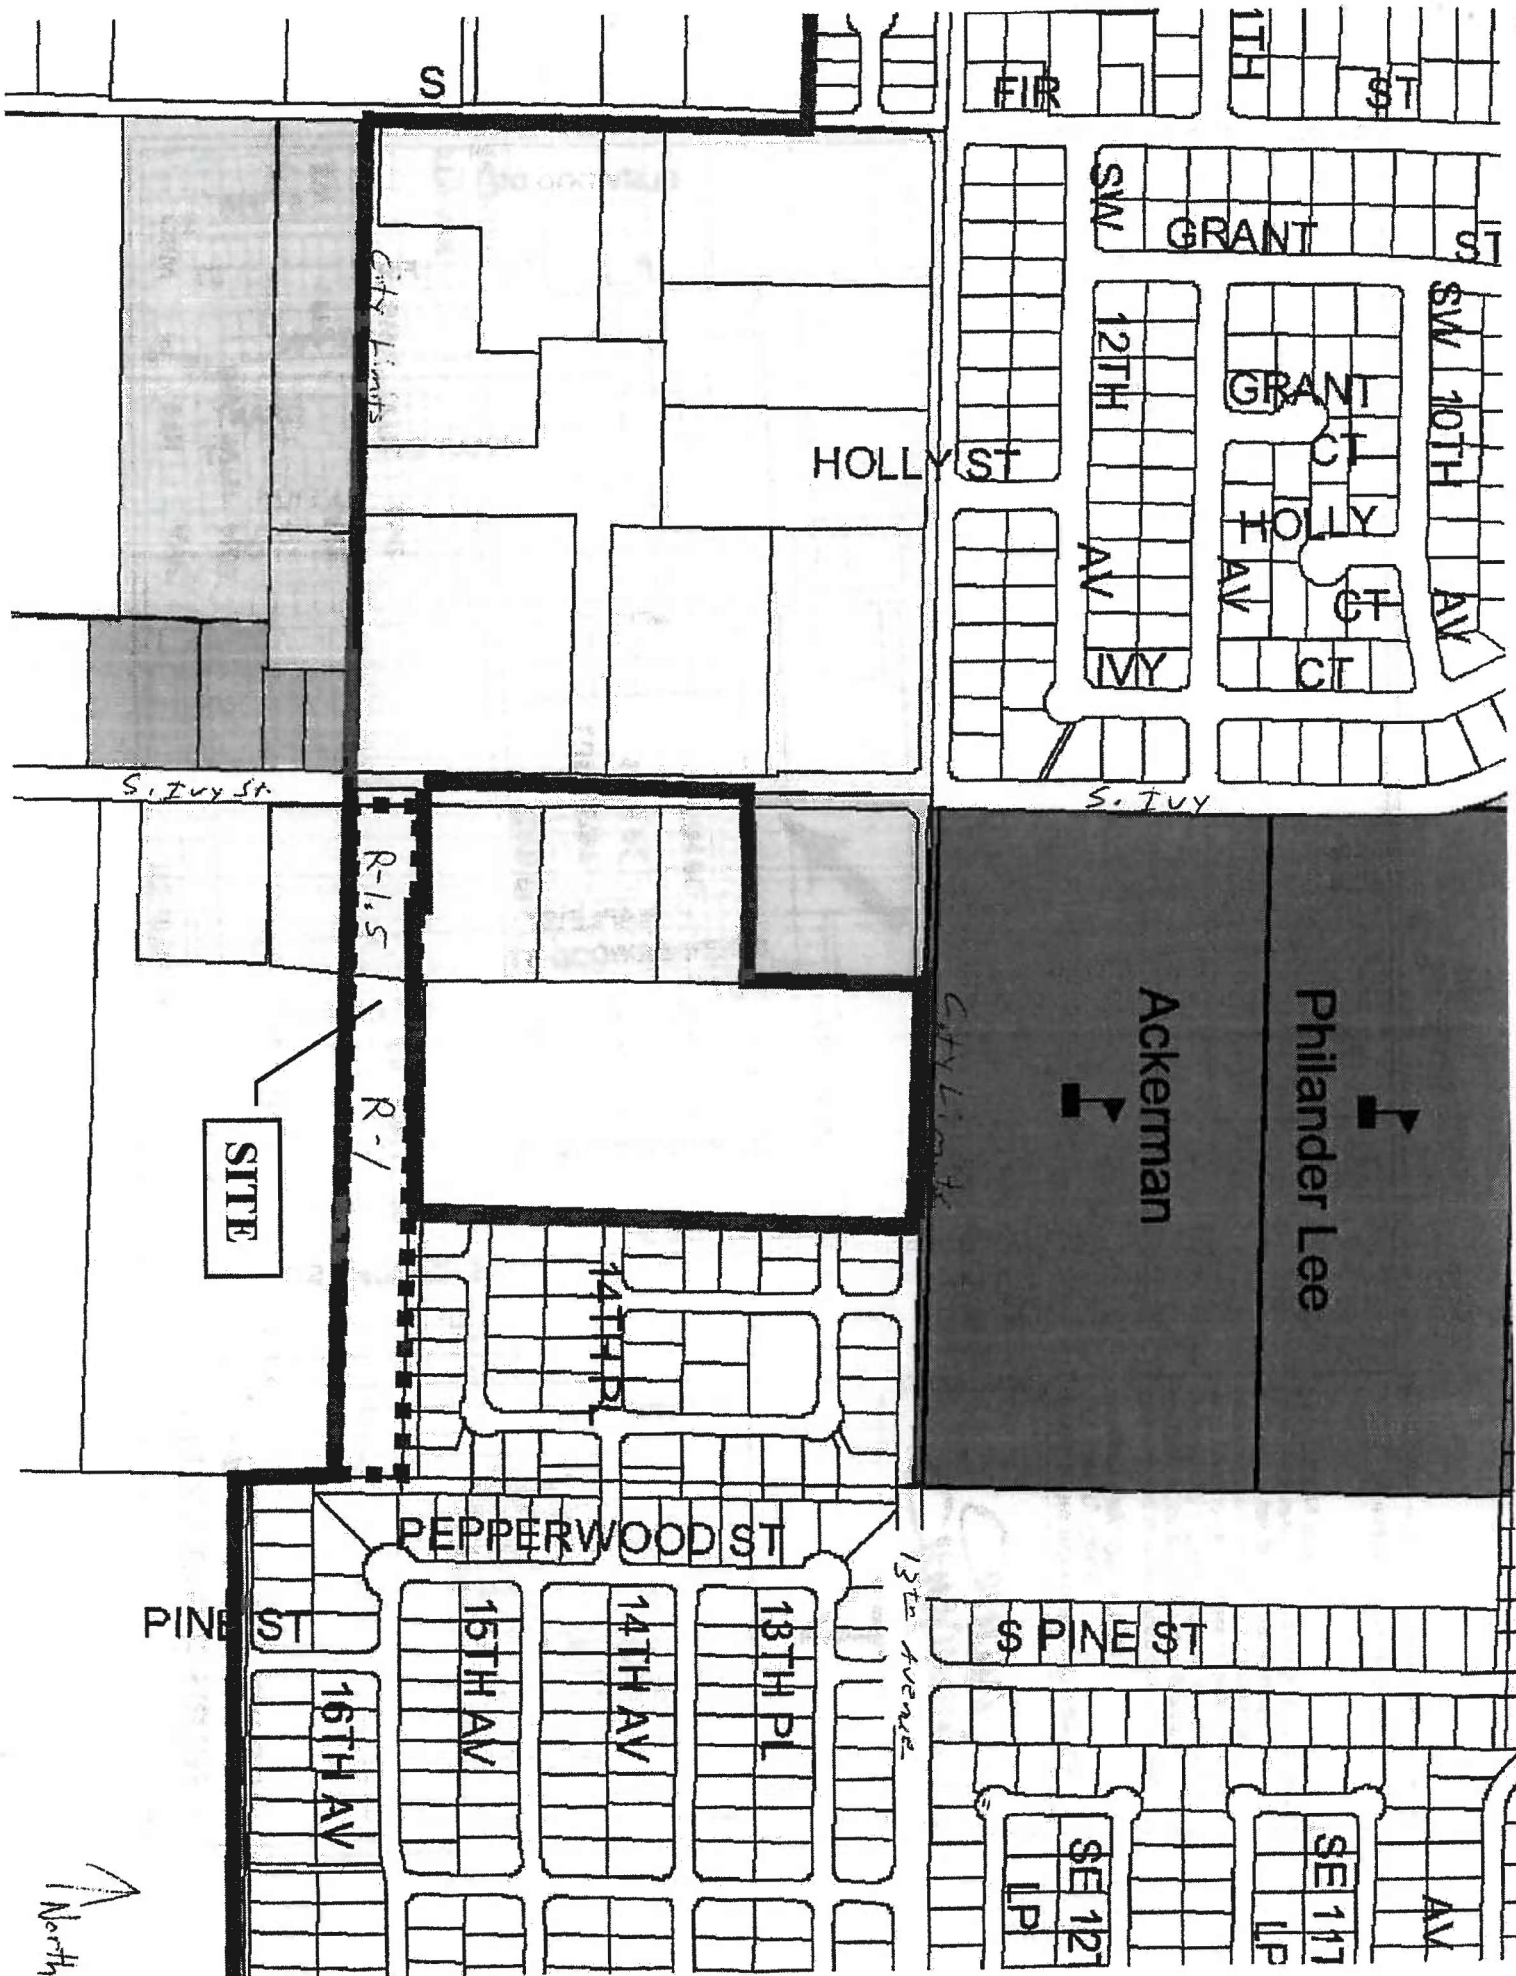 S
FIR
1TH
ST
SW
GRANT
ST
SW
City Limits
12TH
GRANT
CT
10TH
HOLLY ST
HOLLY
CT
AV
AV
AV
IVY
CT
S. Ivy St.
S. Ivy
R-1.5
City Limits
Ackerman
Philander Lee
R-1
SITE
14TH PL
PEPPERWOOD ST
13th Avenue
PINE ST
S PINE ST
16TH AV
15TH AV
14TH AV
13TH PL
SE 12T
LP
SE 11T
LP
AV
North